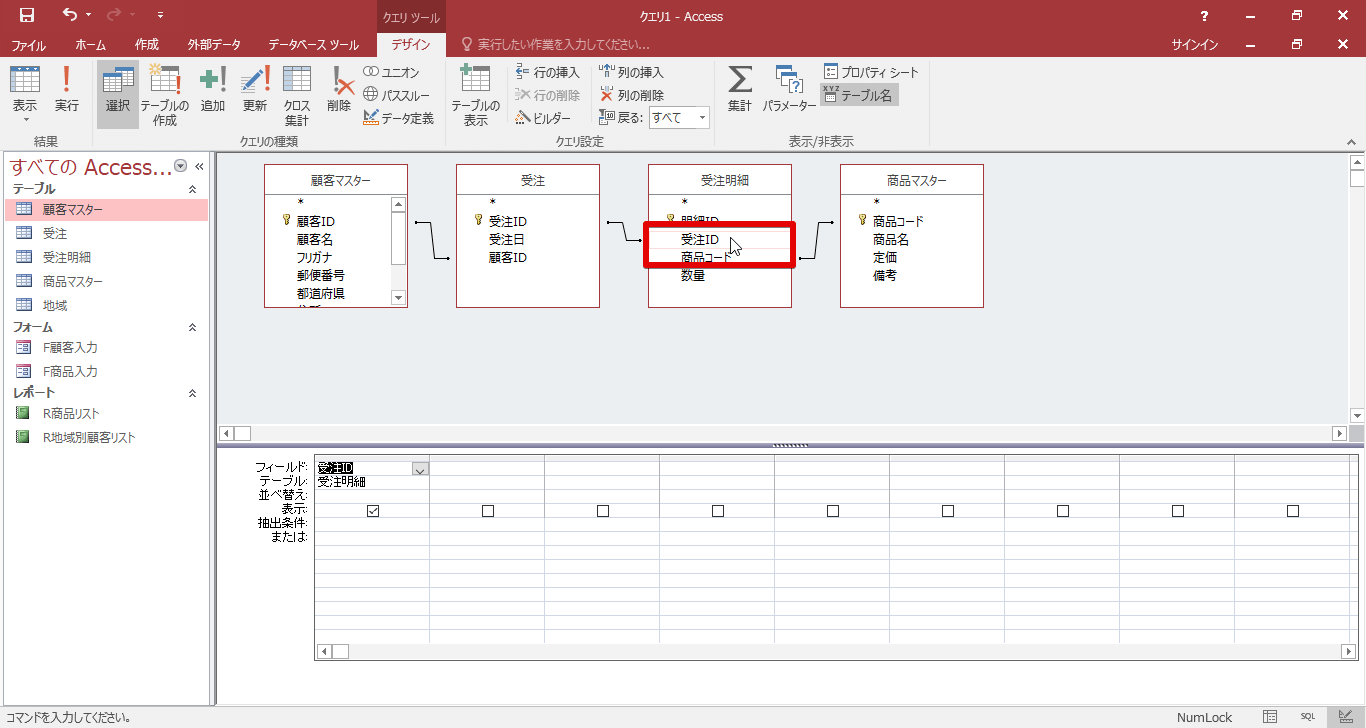 クエリ ツール
クエリ1 - Access
?
ファイル
ホーム
作成
外部データ
データベース ツール
デザイン
実行したい作業を入力してください...
サインイン
表示
実行
選択
テーブルの
作成
追加
更新
クロス
集計
削除
ユニオン
パススルー
データ定義
テーブルの
表示
行の挿入
行の削除
ビルダー
列の挿入
列の削除
戻る:
すべて
集計
パラメーター
プロパティ シート
XYZ
テーブル名
結果
クエリの種類
クエリ設定
表示/非表示
すべての Access...
テーブル
顧客マスター
受注
受注明細
商品マスター
地域
フォーム
F顧客入力
F商品入力
レポート
R商品リスト
R地域別顧客リスト
顧客マスター
*
顧客ID
顧客名
フリガナ
郵便番号
都道府県
受注
*
受注ID
受注日
顧客ID
受注明細
*
明細ID
受注ID
商品コード
数量
商品マスター
*
商品コード
商品名
定価
備考
フィールド: 受注ID
テーブル: 受注明細
並べ替え:
表示:
抽出条件:
または:
コマンドを入力してください。
NumLock
SQL